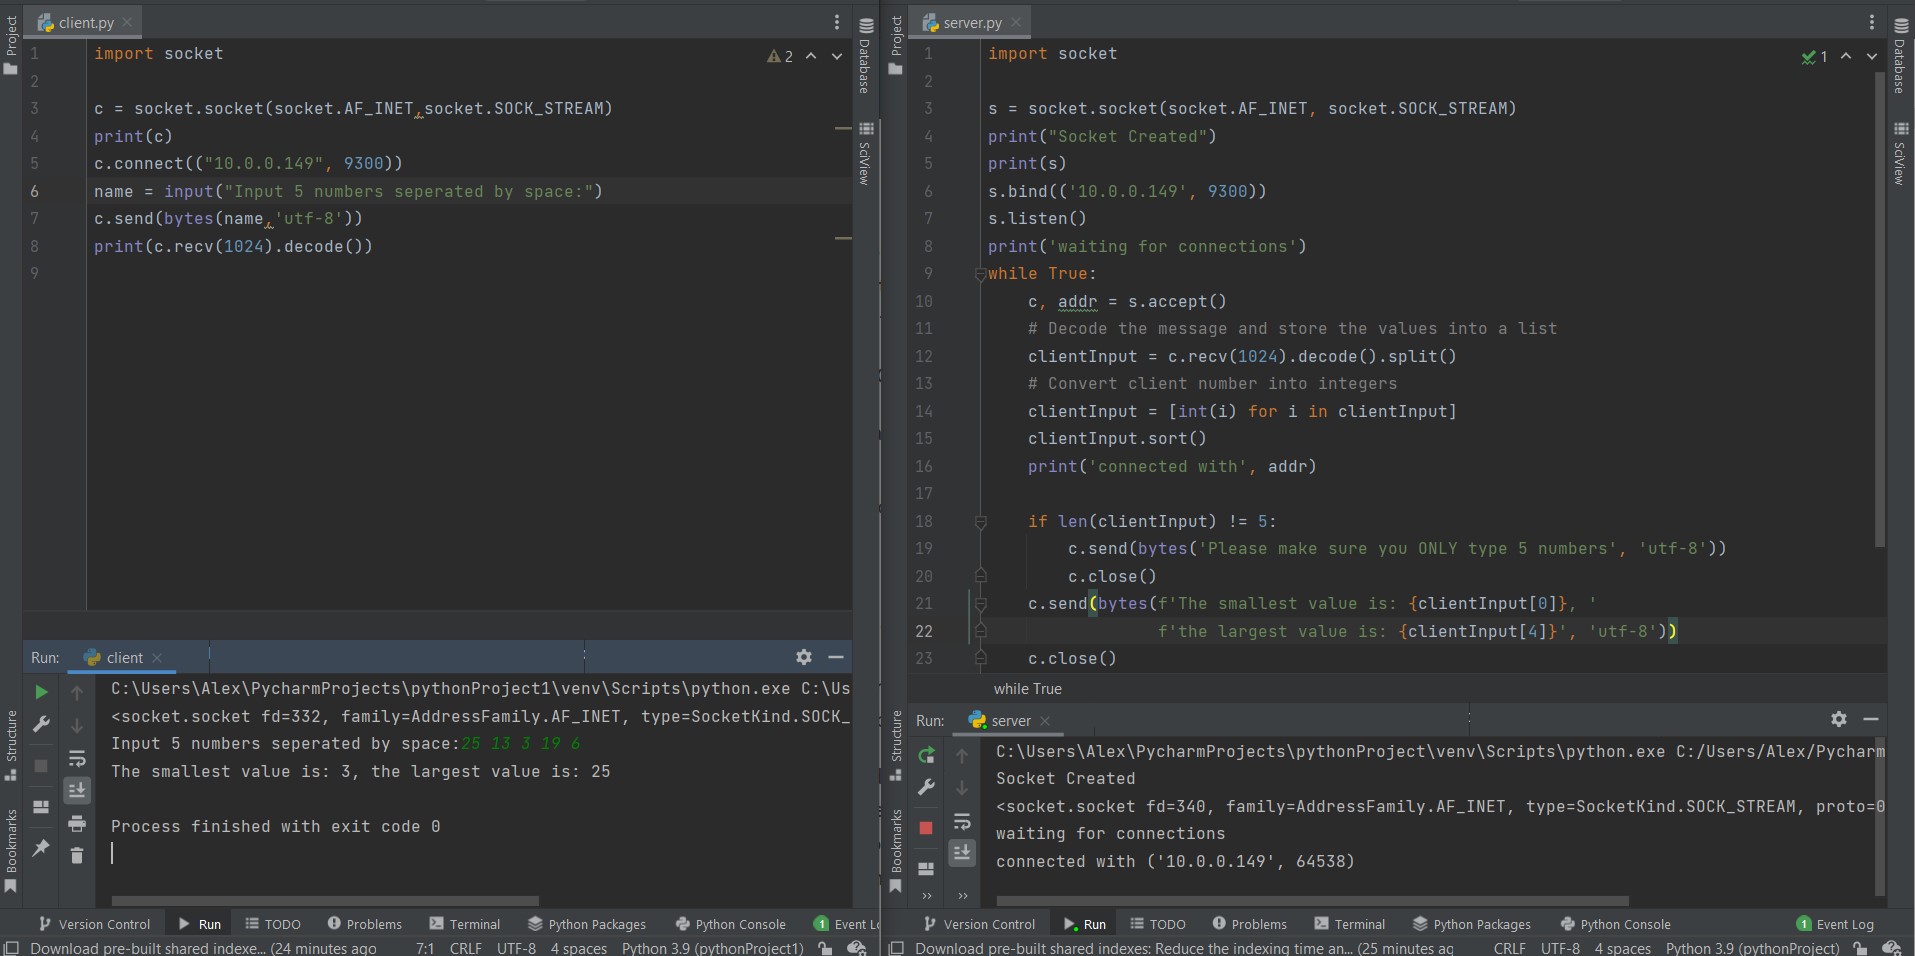 client.py
Project
1 import socket
2
2
3 c = socket.socket(socket.AF_INET,socket.SOCK_STREAM)
4 print(c)
5 c.connect(("10.0.0.149", 9300))
6 name = input("Input 5 numbers seperated by space:")
7 c.send(bytes(name,'utf-8'))
8 print(c.recv(1024).decode())
9
Database
SciView
Run: client
C:\Users\Alex\PycharmProjects\pythonProject1\venv\Scripts\python.exe C:\Us
<socket.socket fd=332, family=AddressFamily.AF_INET, type=SocketKind.SOCK_
Input 5 numbers seperated by space:25 13 3 19 6
The smallest value is: 3, the largest value is: 25
Process finished with exit code 0
Structure
Bookmarks
Version Control Run TODO Problems Terminal Python Packages Python Console 1 Event Lo
Download pre-built shared indexe... (24 minutes ago 7:1 CRLF UTF-8 4 spaces Python 3.9 (pythonProject1)
server.py
Project
1 import socket
1
2
3 s = socket.socket(socket.AF_INET, socket.SOCK_STREAM)
4 print("Socket Created")
5 print(s)
6 s.bind(('10.0.0.149', 9300))
7 s.listen()
8 print('waiting for connections')
9 while True:
10 c, addr = s.accept()
11 # Decode the message and store the values into a list
12 clientInput = c.recv(1024).decode().split()
13 # Convert client number into integers
14 clientInput = [int(i) for i in clientInput]
15 clientInput.sort()
16 print('connected with', addr)
17
18 if len(clientInput) != 5:
19 c.send(bytes('Please make sure you ONLY type 5 numbers', 'utf-8'))
20 c.close()
21 c.send(bytes(f'The smallest value is: {clientInput[0]}, '
22 f'the largest value is: {clientInput[4]}', 'utf-8'))
23 c.close()
while True
Database
SciView
Run: server
C:\Users\Alex\PycharmProjects\pythonProject\venv\Scripts\python.exe C:/Users/Alex/Pycharm
Socket Created
<socket.socket fd=340, family=AddressFamily.AF_INET, type=SocketKind.SOCK_STREAM, proto=0
waiting for connections
connected with ('10.0.0.149', 64538)
Structure
Bookmarks
Version Control Run TODO Problems Terminal Python Packages Python Console 1 Event Log
Download pre-built shared indexes: Reduce the indexing time an... (25 minutes ag CRLF UTF-8 4 spaces Python 3.9 (pythonProject)